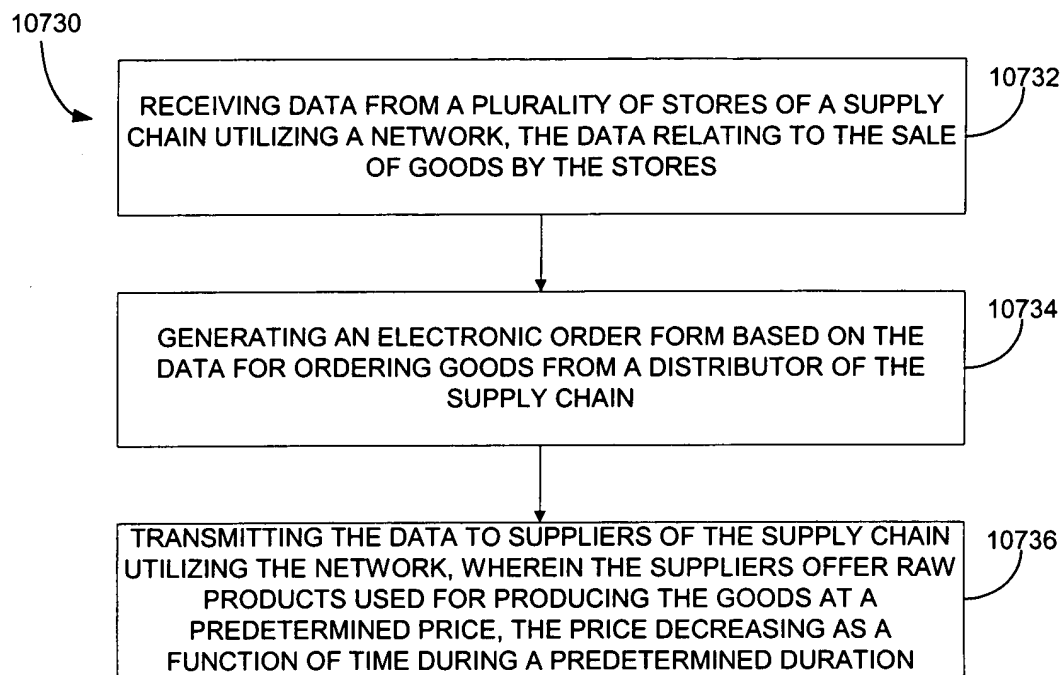 10730
10732
RECEIVING DATA FROM A PLURALITY OF STORES OF A SUPPLY
CHAIN UTILIZING A NETWORK, THE DATA RELATING TO THE SALE
OF GOODS BY THE STORES
10734
GENERATING AN ELECTRONIC ORDER FORM BASED ON THE
DATA FOR ORDERING GOODS FROM A DISTRIBUTOR OF THE
SUPPLY CHAIN
10736
TRANSMITTING THE DATA TO SUPPLIERS OF THE SUPPLY CHAIN
UTILIZING THE NETWORK, WHEREIN THE SUPPLIERS OFFER RAW
PRODUCTS USED FOR PRODUCING THE GOODS AT A
PREDETERMINED PRICE, THE PRICE DECREASING AS A
FUNCTION OF TIME DURING A PREDETERMINED DURATION